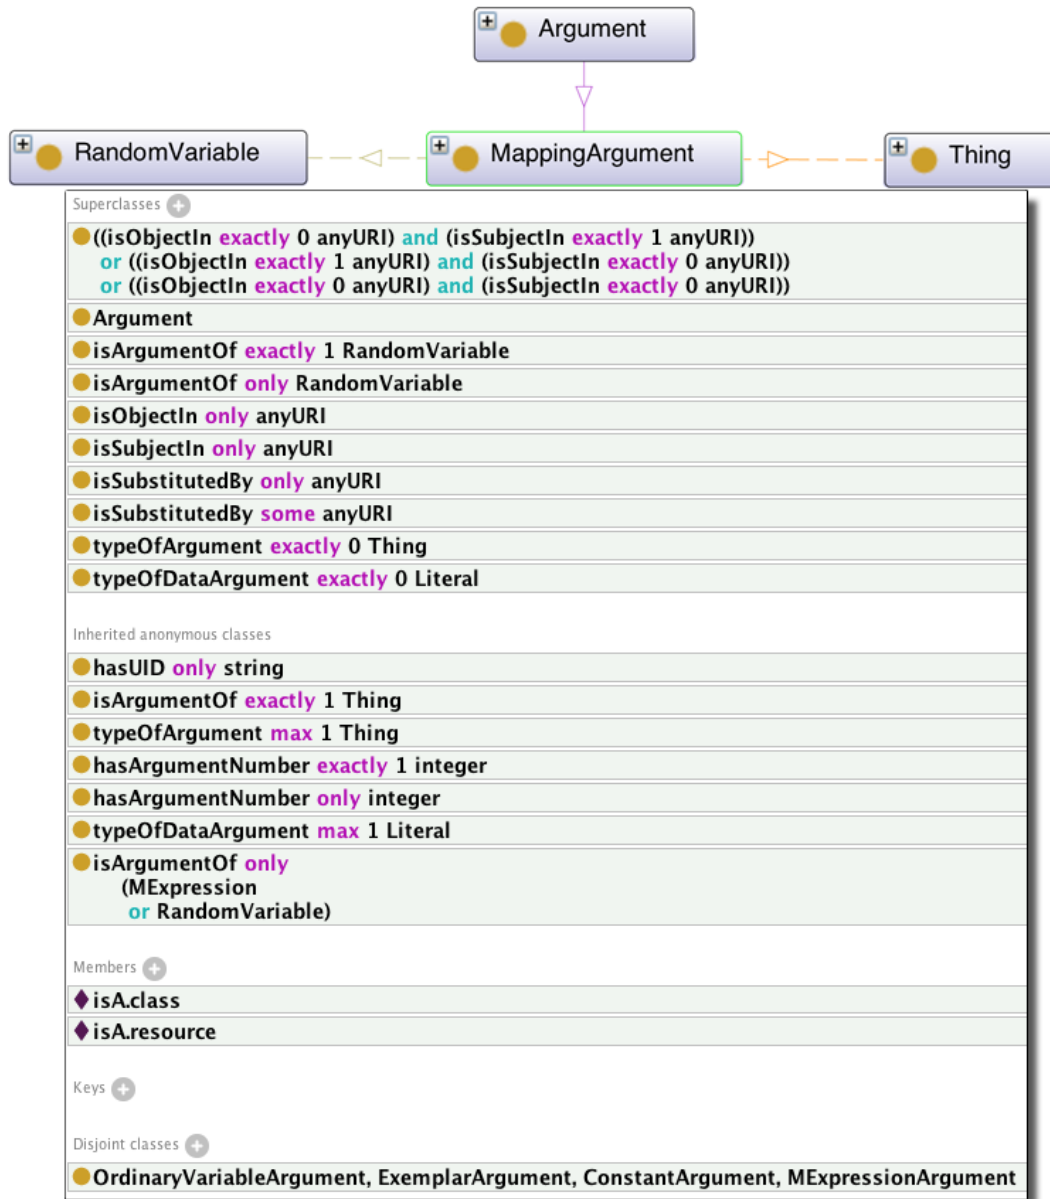 Argument
RandomVariable
MappingArgument
Thing
Superclasses
((isObjectIn exactly 0 anyURI) and (isSubjectIn exactly 1 anyURI))
or ((isObjectIn exactly 1 anyURI) and (isSubjectIn exactly 0 anyURI))
or ((isObjectIn exactly 0 anyURI) and (isSubjectIn exactly 0 anyURI))
Argument
isArgumentOf exactly 1 RandomVariable
isArgumentOf only RandomVariable
isObjectIn only anyURI
isSubjectIn only anyURI
isSubstitutedBy only anyURI
isSubstitutedBy some anyURI
typeOfArgument exactly 0 Thing
typeOfDataArgument exactly 0 Literal
Inherited anonymous classes
hasUID only string
isArgumentOf exactly 1 Thing
typeOfArgument max 1 Thing
hasArgumentNumber exactly 1 integer
hasArgumentNumber only integer
typeOfDataArgument max 1 Literal
isArgumentOf only
(MExpression
or RandomVariable)
Members
isA.class
isA.resource
Keys
Disjoint classes
OrdinaryVariableArgument, ExemplarArgument, ConstantArgument, MExpressionArgument